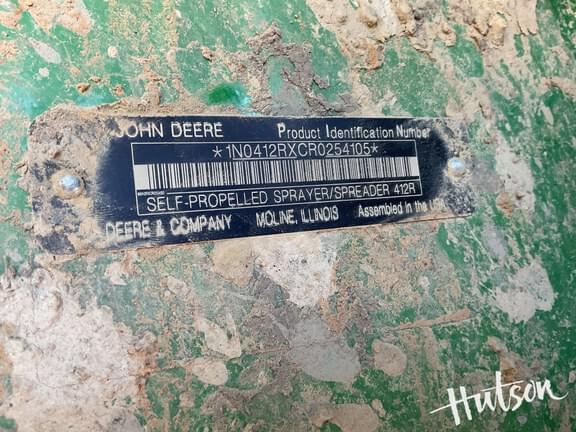 JOHN DEERE Product Identification Number
*1N0412RXCR0254105*
SELF-PROPELLED SPRAYER/SPREADER 412R
DEERE & COMPANY MOLINE, ILLINOIS Assembled in the USA
Hutson